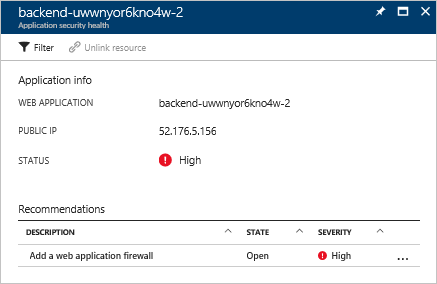 backend-uwwnyor6kno4w-2
Application security health
Filter Unlink resource
Application info
WEB APPLICATION backend-uwwnyor6kno4w-2
PUBLIC IP 52.176.5.156
STATUS High
Recommendations
DESCRIPTION STATE SEVERITY
Add a web application firewall Open High ...